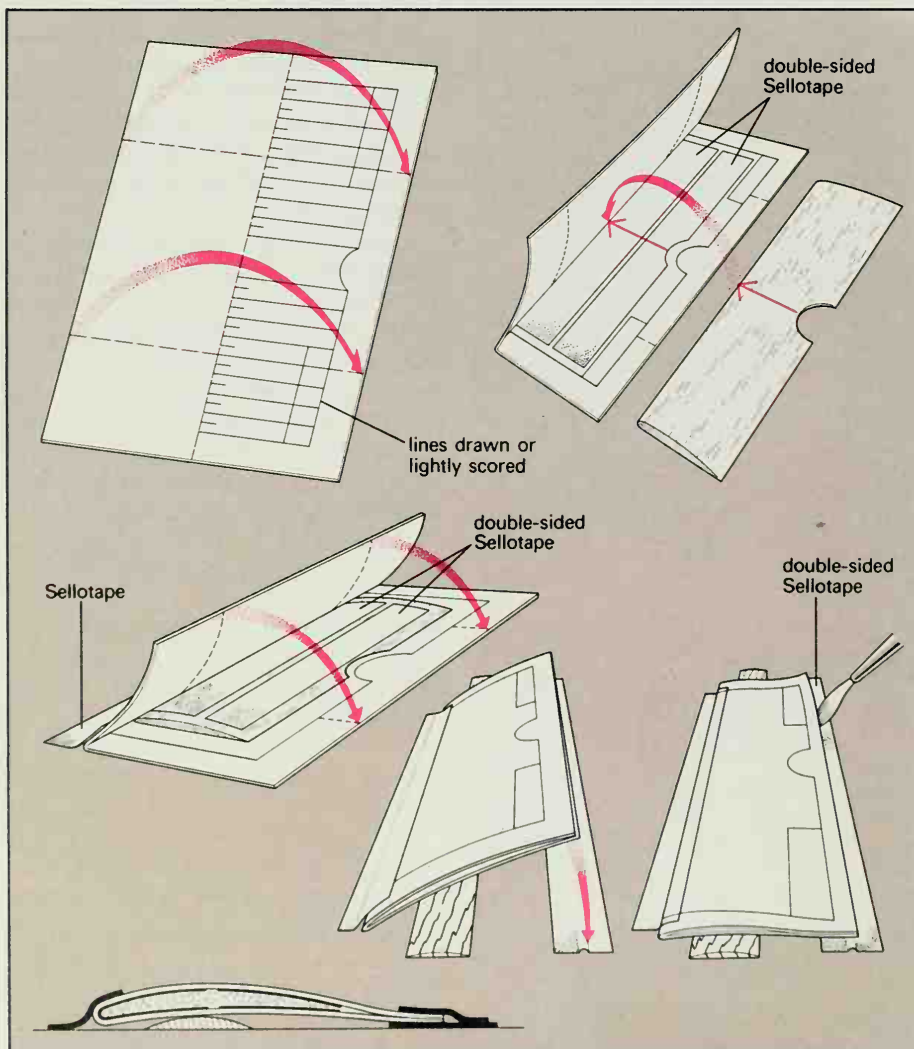 double-sided
Sellotape
lines drawn or
lightly scored
double-sided
Sellotape
Sellotape
double-sided
Sellotape